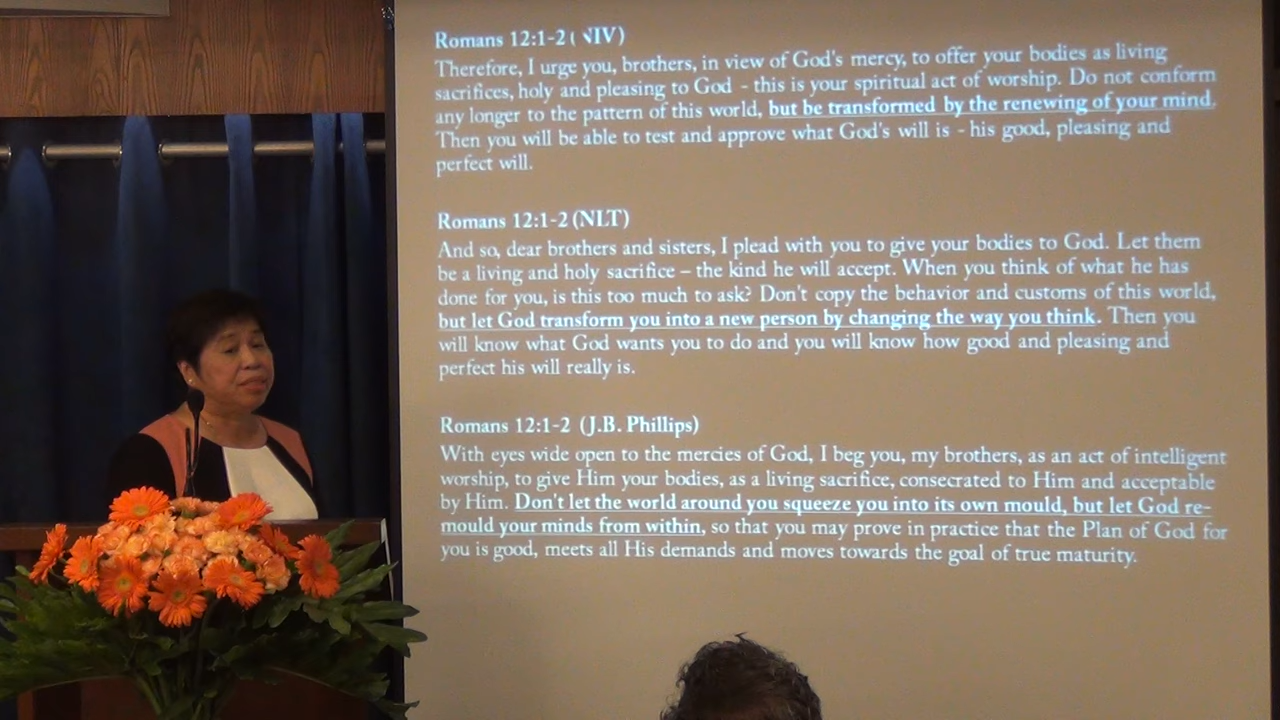 Romans 12:1-2 ( NIV)
Therefore, I urge you, brothers, in view of God's mercy, to offer your bodies as living
sacrifices, holy and pleasing to God - this is your spiritual act of worship. Do not conform
any longer to the pattern of this world, but be transformed by the renewing of your mind.
Then you will be able to test and approve what God's will is - his good, pleasing and
perfect will.
Romans 12:1-2 (NLT)
And so, dear brothers and sisters, I plead with you to give your bodies to God. Let them
be a living and holy sacrifice – the kind he will accept. When you think of what he has
done for you, is this too much to ask? Don't copy the behavior and customs of this world,
but let God transform you into a new person by changing the way you think. Then you
will know what God wants you to do and you will know how good and pleasing and
perfect his will really is.
Romans 12:1-2 (J.B. Phillips)
With eyes wide open to the mercies of God, I beg you, my brothers, as an act of intelligent
worship, to give Him your bodies, as a living sacrifice, consecrated to Him and acceptable
by Him. Don't let the world around you squeeze you into its own mould, but let God re-
mould your minds from within, so that you may prove in practice that the Plan of God for
you is good, meets all His demands and moves towards the goal of true maturity.